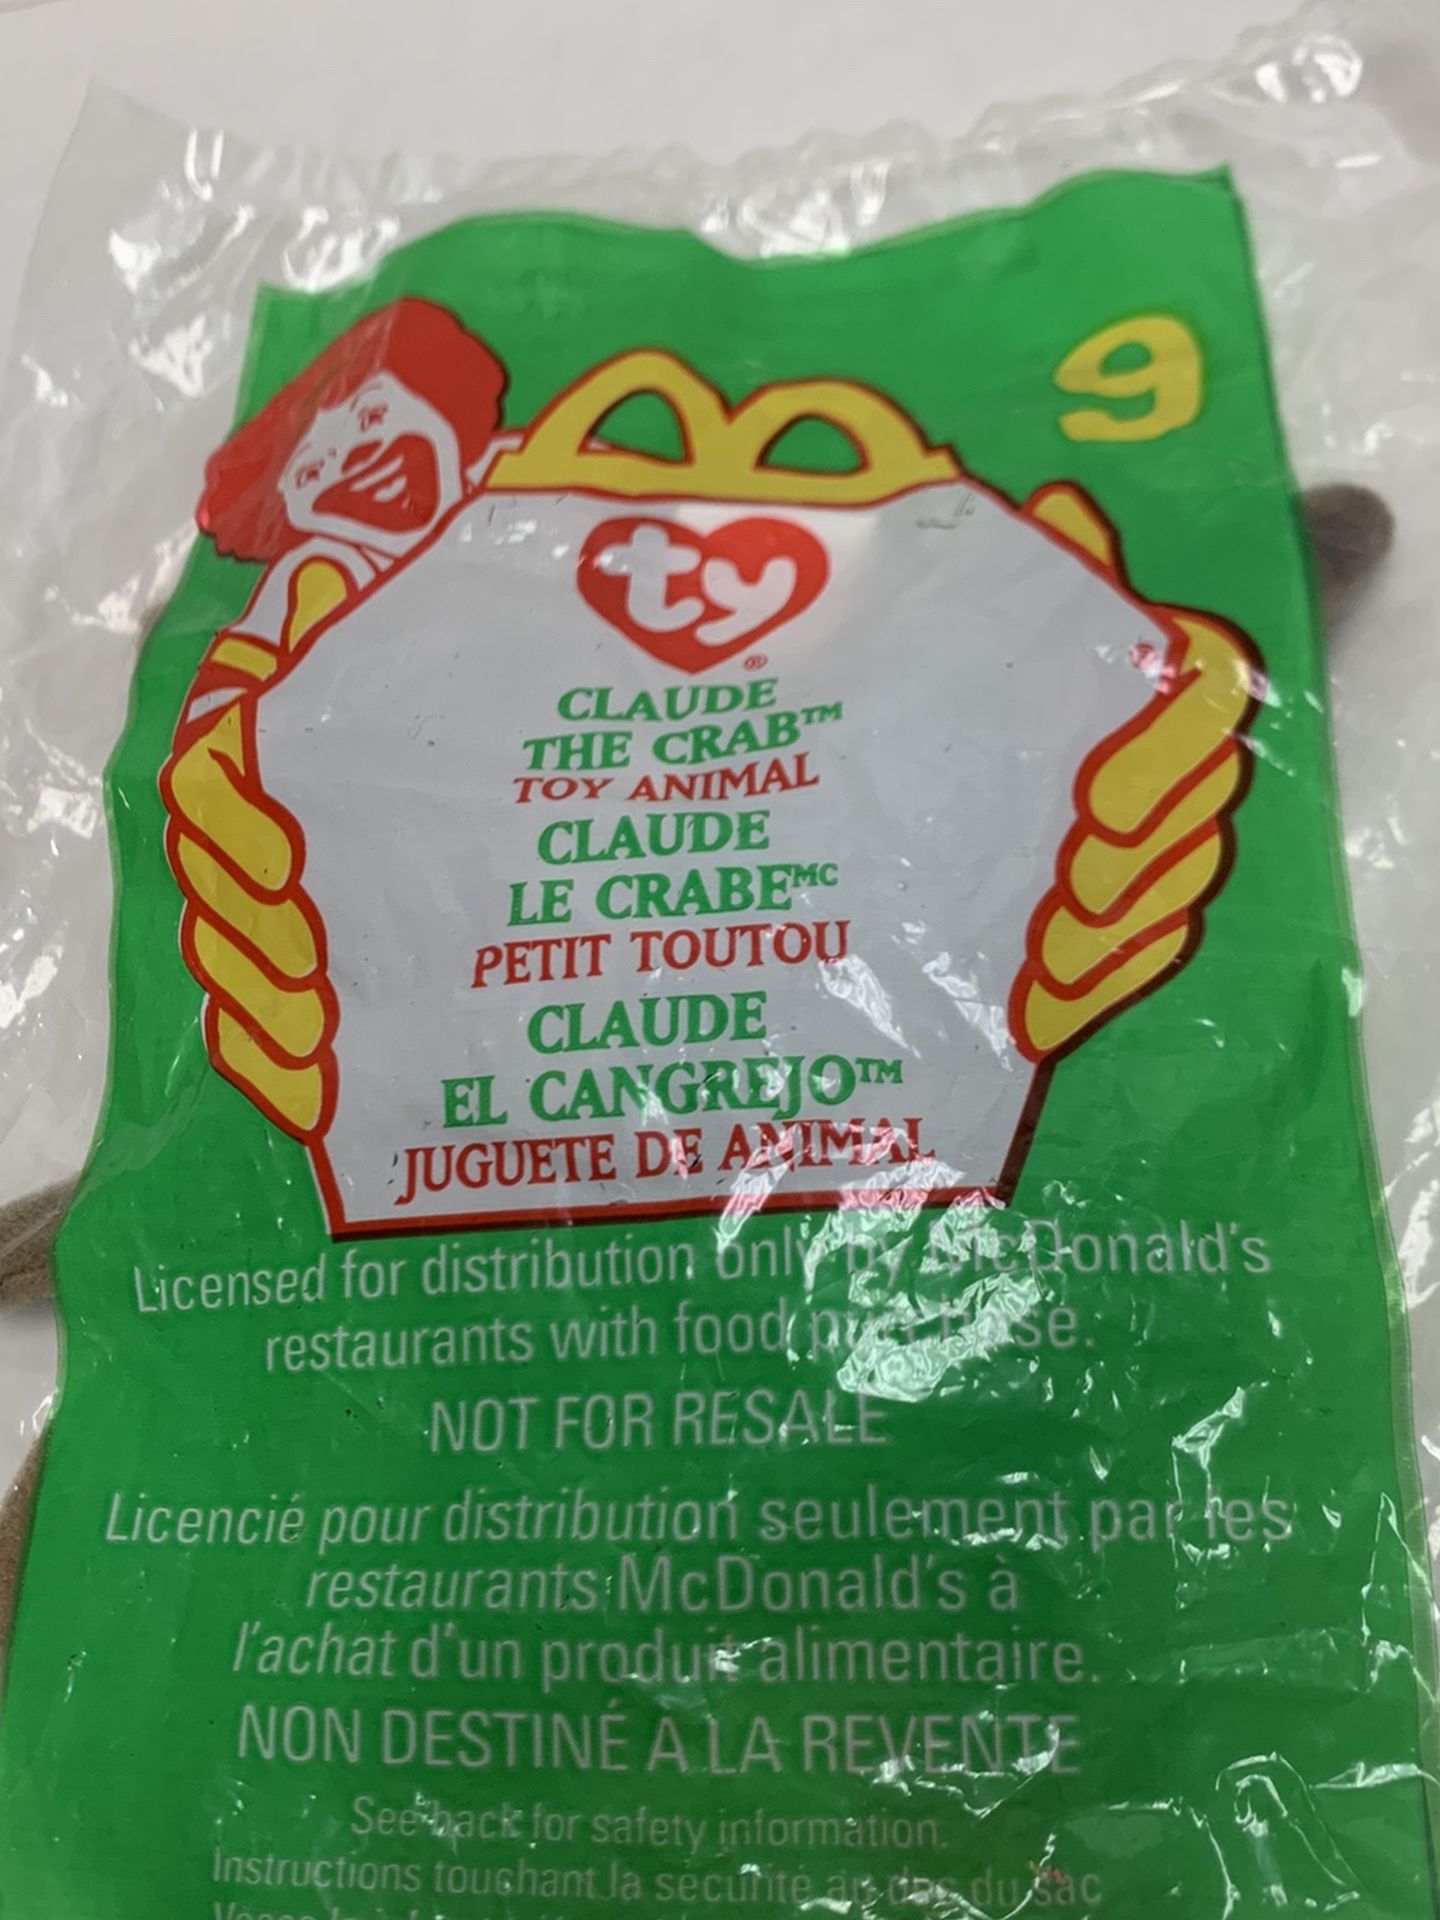 9
ty®
CLAUDE
THE CRAB™
TOY ANIMAL
CLAUDE
LE CRABEMC
PETIT TOUTOU
CLAUDE
EL CANGREJO™
JUGUETE DE ANIMAL
Licensed for distribution only by McDonald's
restaurants with food purchase.
NOT FOR RESALE
Licencié pour distribution seulement par les
restaurants McDonald's à
l'achat d'un produit alimentaire.
NON DESTINÉ À LA REVENTE
See back for safety information.
Instructions touchant la sécurité au dos du sac